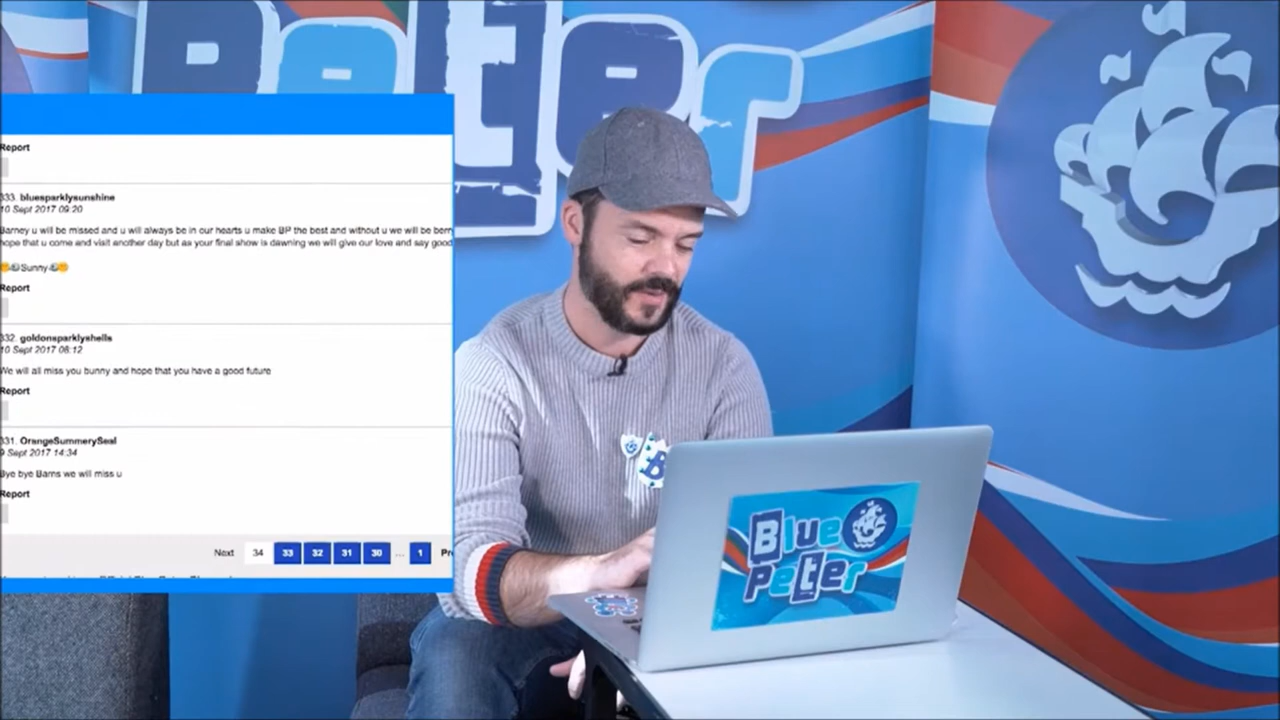 Blue
Peter
Report
333. bluesparklysunshine
10 Sept 2017 09:20
Barney u will be missed and u will always be in our hearts u make BP the best and without u we will be
hope that u come and visit another day but as your final show is dawning we will give our love and say good
Sunny
Report
332. goldonsparklyshells
10 Sept 2017 08:12
We will all miss you bunny and hope that you have a good future
Report
331. OrangeSummerySeal
9 Sept 2017 14:34
Bye bye Barns we will miss u
Report
Next 34 33 32 31 30 ... 1
B
Blue
Peter